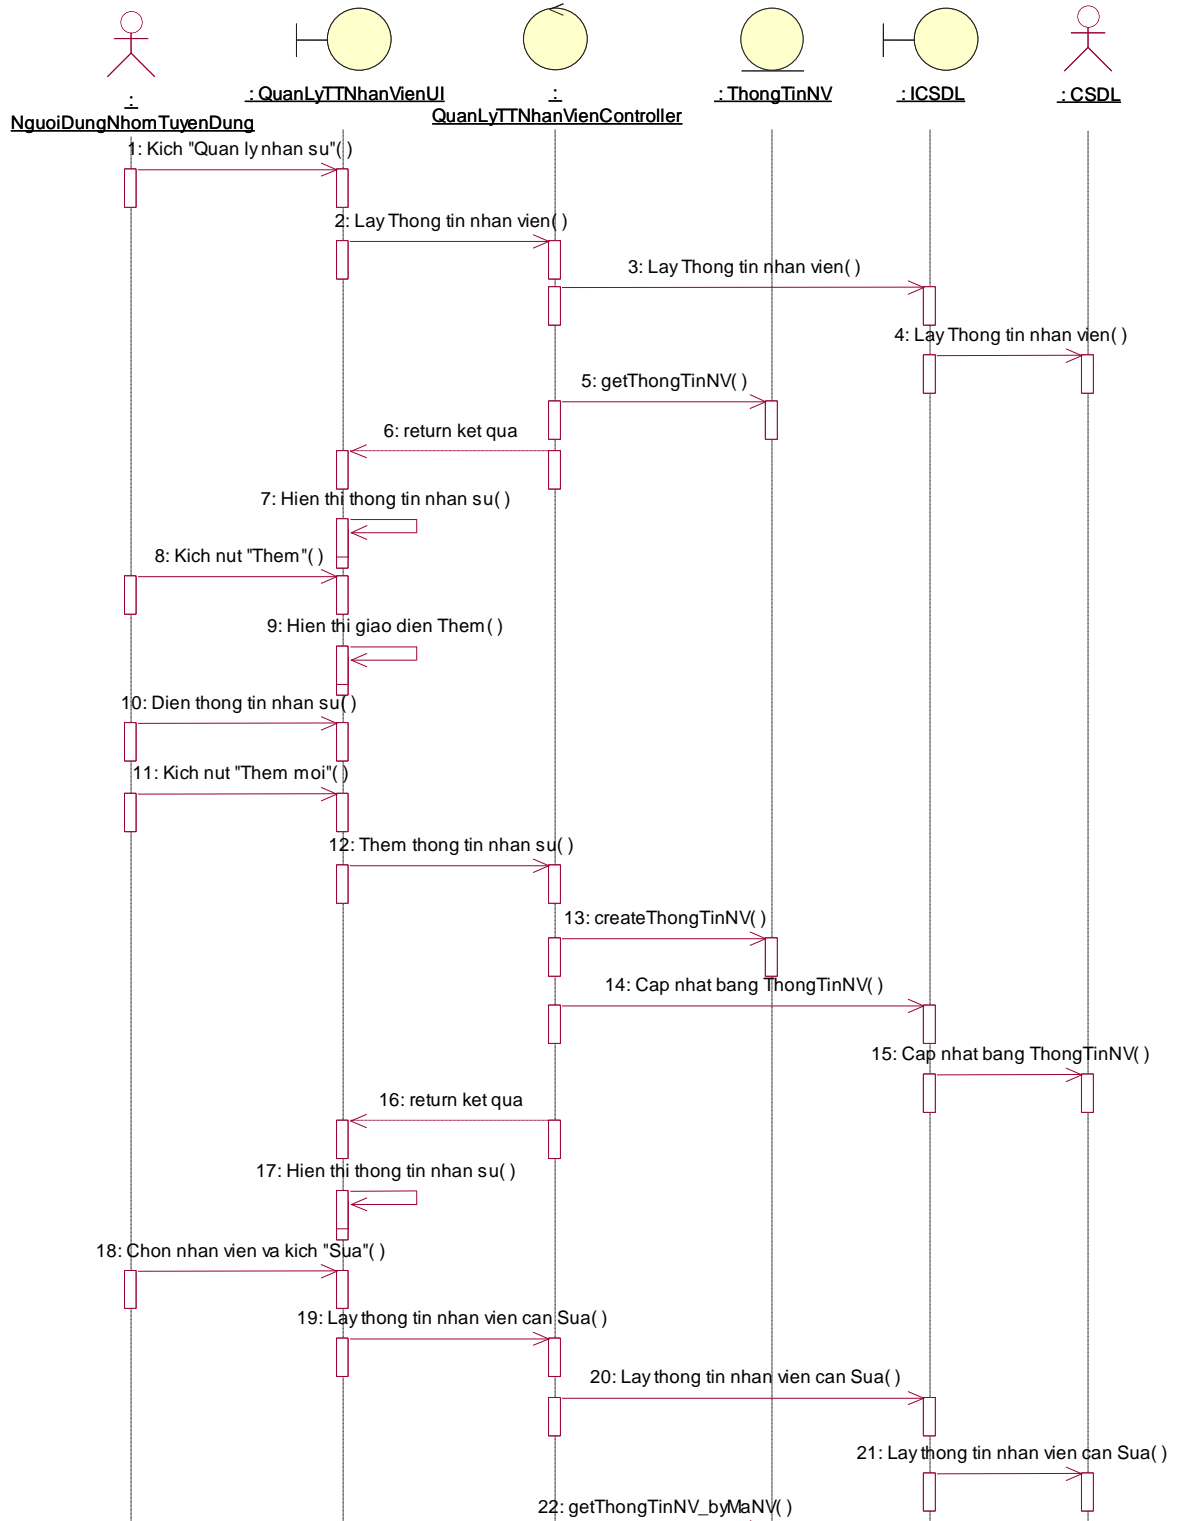 :
NguoiDungNhomTuyenDung
: QuanLyTTNhanVienUI
:
QuanLyTTNhanVienController
: ThongTinNV
: ICSDL
: CSDL
1: Kich "Quan ly nhan su"( )
2: Lay Thong tin nhan vien( )
3: Lay Thong tin nhan vien( )
4: Lay Thong tin nhan vien( )
5: getThongTinNV( )
6: return ket qua
7: Hien thi thong tin nhan su( )
8: Kich nut "Them"( )
9: Hien thi giao dien Them( )
10: Dien thong tin nhan su( )
11: Kich nut "Them moi"( )
12: Them thong tin nhan su( )
13: createThongTinNV( )
14: Cap nhat bang ThongTinNV( )
15: Cap nhat bang ThongTinNV( )
16: return ket qua
17: Hien thi thong tin nhan su( )
18: Chon nhan vien va kich "Sua"( )
19: Lay thong tin nhan vien can Sua( )
20: Lay thong tin nhan vien can Sua( )
21: Lay thong tin nhan vien can Sua( )
22: getThongTinNV_byMaNV( )